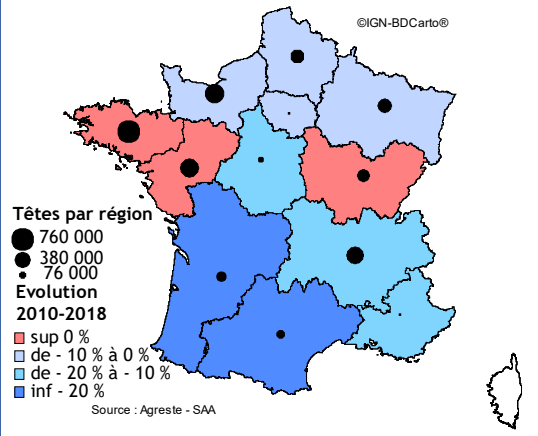 ©IGN-BDCarto®
Têtes par région
760 000
380 000
76 000
Evolution
2010-2018
sup 0 %
de - 10 % à 0 %
de - 20 % à - 10 %
inf - 20 %
Source : Agreste - SAA